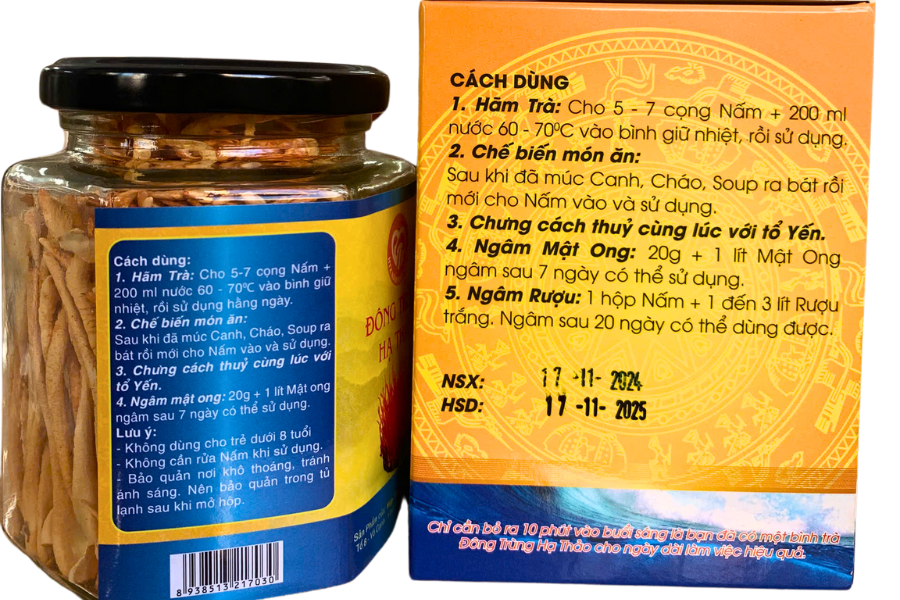 Cách dùng:
1. Hãm Trà: Cho 5-7 cọng Nấm +
200 ml nước 60 - 70⁰C vào bình giữ
nhiệt, rồi sử dụng hằng ngày.
2. Chế biến món ăn:
Sau khi đã múc Canh, Cháo, Soup ra
bát rồi mới cho Nấm vào và sử dụng.
3. Chưng cách thuỷ cùng lúc với
tổ Yến.
4. Ngâm mật ong: 20g + 1 lít Mật ong
ngâm sau 7 ngày có thể sử dụng.
Lưu ý:
- Không dùng cho trẻ dưới 8 tuổi
- Không cần rửa Nấm khi sử dụng.
- Bảo quản nơi khô thoáng, tránh
ánh sáng. Nên bảo quản trong tủ
lạnh sau khi mở hộp.
ĐÔNG
HẠ
Sản Phẩm
8 938513 217030
CÁCH DÙNG
1. Hãm Trà: Cho 5 - 7 cọng Nấm + 200 ml
nước 60 - 70⁰C vào bình giữ nhiệt, rồi sử dụng.
2. Chế biến món ăn:
Sau khi đã múc Canh, Cháo, Soup ra bát rồi
mới cho Nấm vào và sử dụng.
3. Chưng cách thuỷ cùng lúc với tổ Yến.
4. Ngâm Mật Ong: 20g + 1 lít Mật Ong
ngâm sau 7 ngày có thể sử dụng.
5. Ngâm Rượu: 1 hộp Nấm + 1 đến 3 lít Rượu
trắng. Ngâm sau 20 ngày có thể dùng được.
NSX: 17 -11- 2024
HSD: 17 -11- 2025
Chỉ cần bỏ ra 10 phút vào buổi sáng là bạn đã có một bình trà
Đông Trùng Hạ Thảo cho ngày dài làm việc hiệu quả.